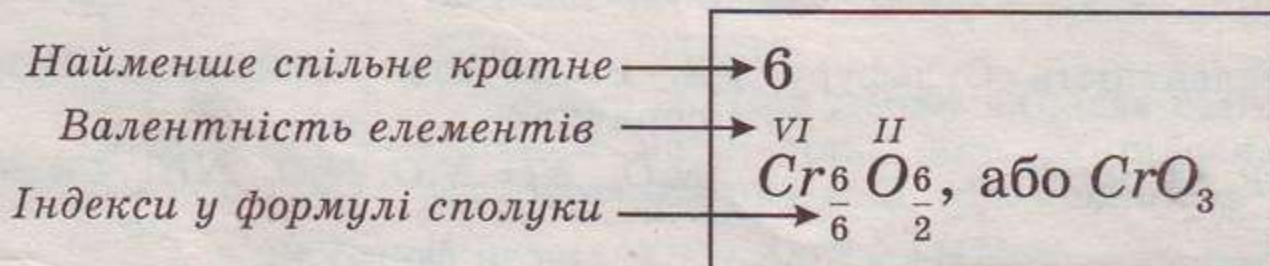 Найменше спільне кратне 6
Валентність елементів VI II
Індекси у формулі сполуки Cr 6/6 O 6/2, або CrO₃